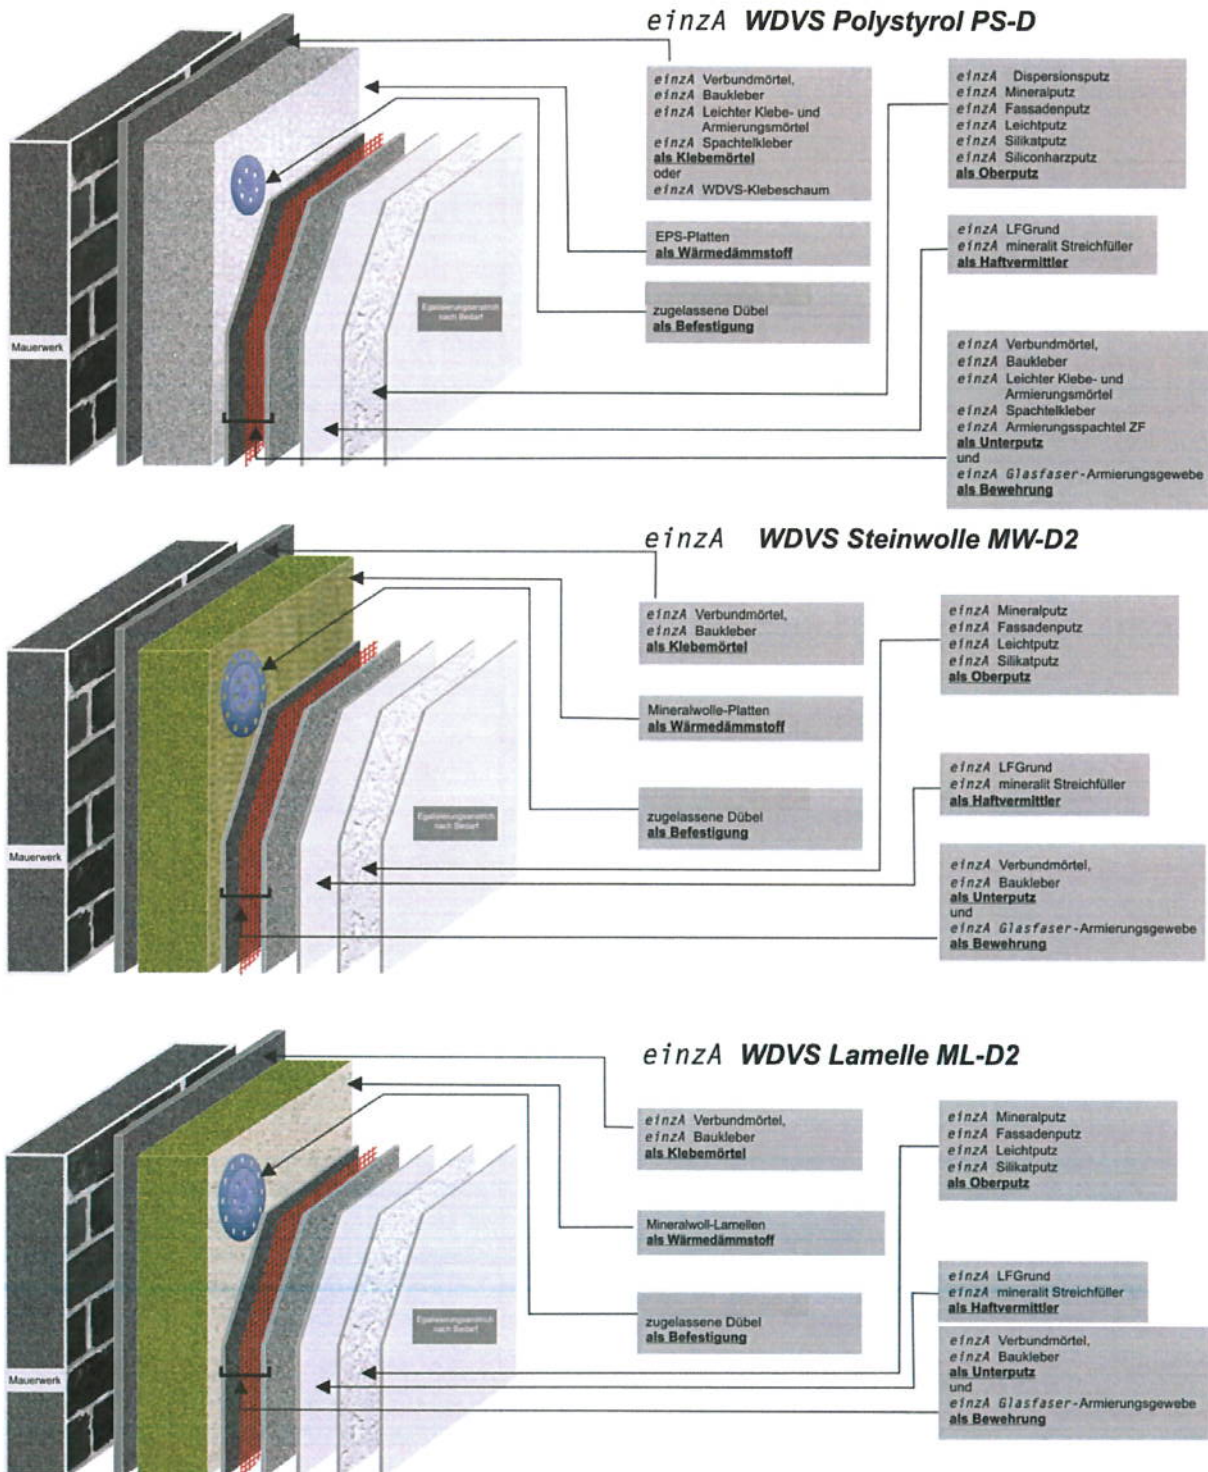 einzA WDVS Polystyrol PS-D
einzA Verbundmörtel,
einzA Baukleber
einzA Leichter Klebe- und
Armierungsmörtel
einzA Spachtelkleber
als Klebemörtel
oder
einzA WDVS-Klebeschaum
einzA Dispersionsputz
einzA Mineralputz
einzA Fassadenputz
einzA Leichtputz
einzA Silikatputz
einzA Siliconharzputz
als Oberputz
EPS-Platten
als Wärmedämmstoff
einzA LFGrund
einzA mineralit Streichfüller
als Haftvermittler
zugelassene Dübel
als Befestigung
Egalisierungsanstrich
nach Bedarf
Mauerwerk
einzA Verbundmörtel,
einzA Baukleber
einzA Leichter Klebe- und
Armierungsmörtel
einzA Spachtelkleber
einzA Armierungsspachtel ZF
als Unterputz
und
einzA Glasfaser-Armierungsgewebe
als Bewehrung
einzA WDVS Steinwolle MW-D2
einzA Verbundmörtel,
einzA Baukleber
als Klebemörtel
einzA Mineralputz
einzA Fassadenputz
einzA Leichtputz
einzA Silikatputz
als Oberputz
Mineralwolle-Platten
als Wärmedämmstoff
einzA LFGrund
einzA mineralit Streichfüller
als Haftvermittler
zugelassene Dübel
als Befestigung
Egalisierungsanstrich
nach Bedarf
Mauerwerk
einzA Verbundmörtel,
einzA Baukleber
als Unterputz
und
einzA Glasfaser-Armierungsgewebe
als Bewehrung
einzA WDVS Lamelle ML-D2
einzA Verbundmörtel,
einzA Baukleber
als Klebemörtel
einzA Mineralputz
einzA Fassadenputz
einzA Leichtputz
einzA Silikatputz
als Oberputz
Mineralwoll-Lamellen
als Wärmedämmstoff
einzA LFGrund
einzA mineralit Streichfüller
als Haftvermittler
zugelassene Dübel
als Befestigung
Egalisierungsanstrich
nach Bedarf
Mauerwerk
einzA Verbundmörtel,
einzA Baukleber
als Unterputz
und
einzA Glasfaser-Armierungsgewebe
als Bewehrung